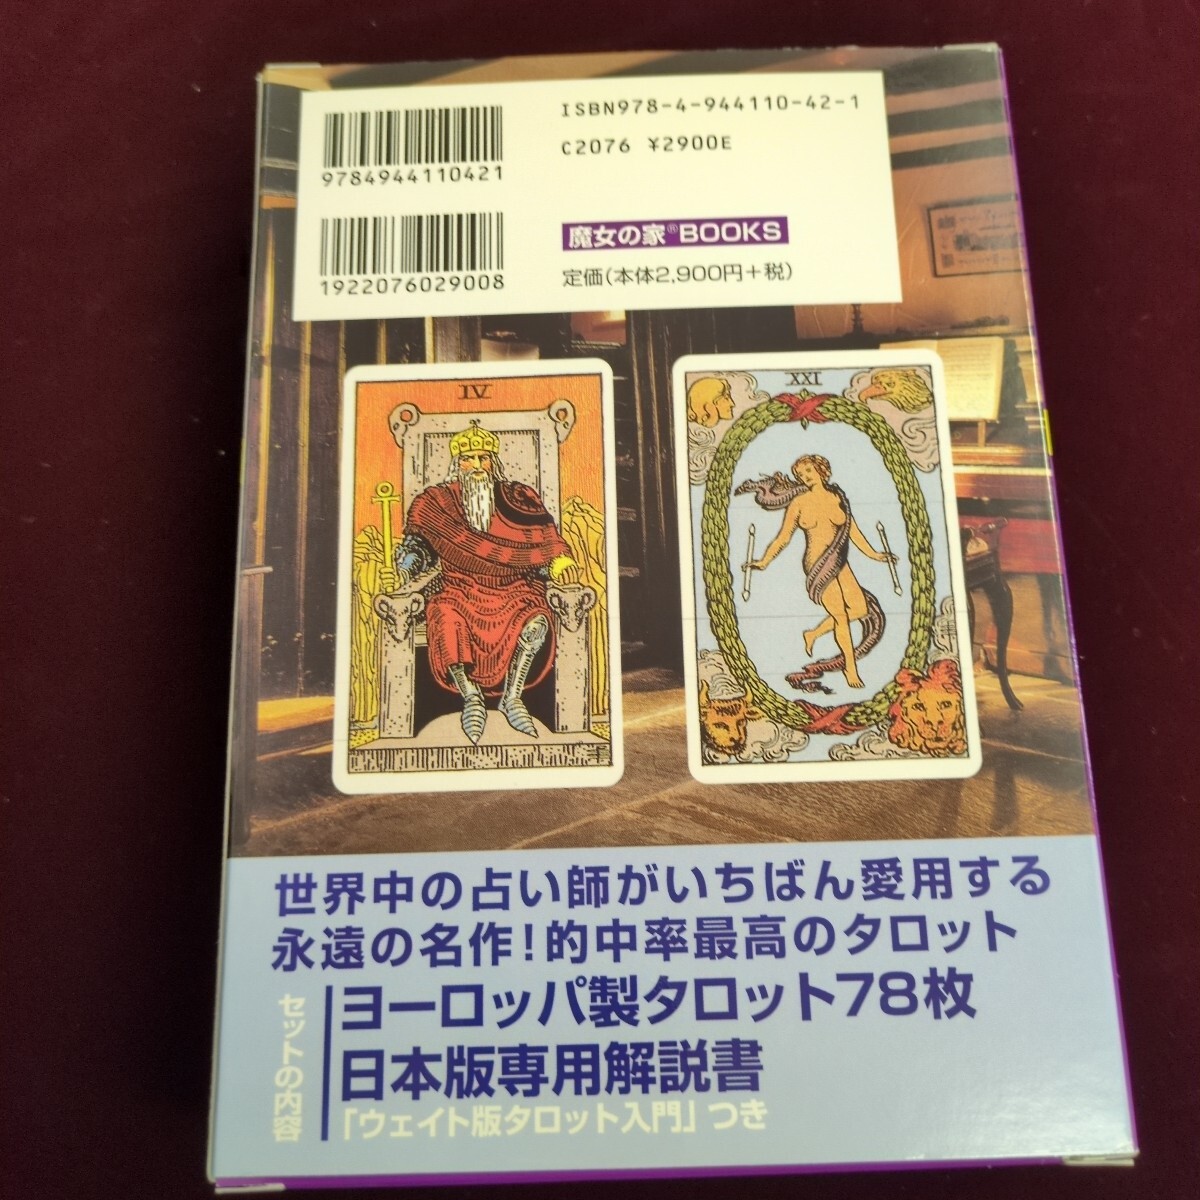 ISBN978-4-944110-42-1
C2076 ¥2900E
9784944110421
1922076029008
魔女の家®BOOKS
定価(本体2,900円+税)
IV
XXI
世界中の占い師がいちばん愛用する
永遠の名作!的中率最高のタロット
セットの内容
ヨーロッパ製タロット78枚
日本版専用解説書
「ウェイト版タロット入門」つき